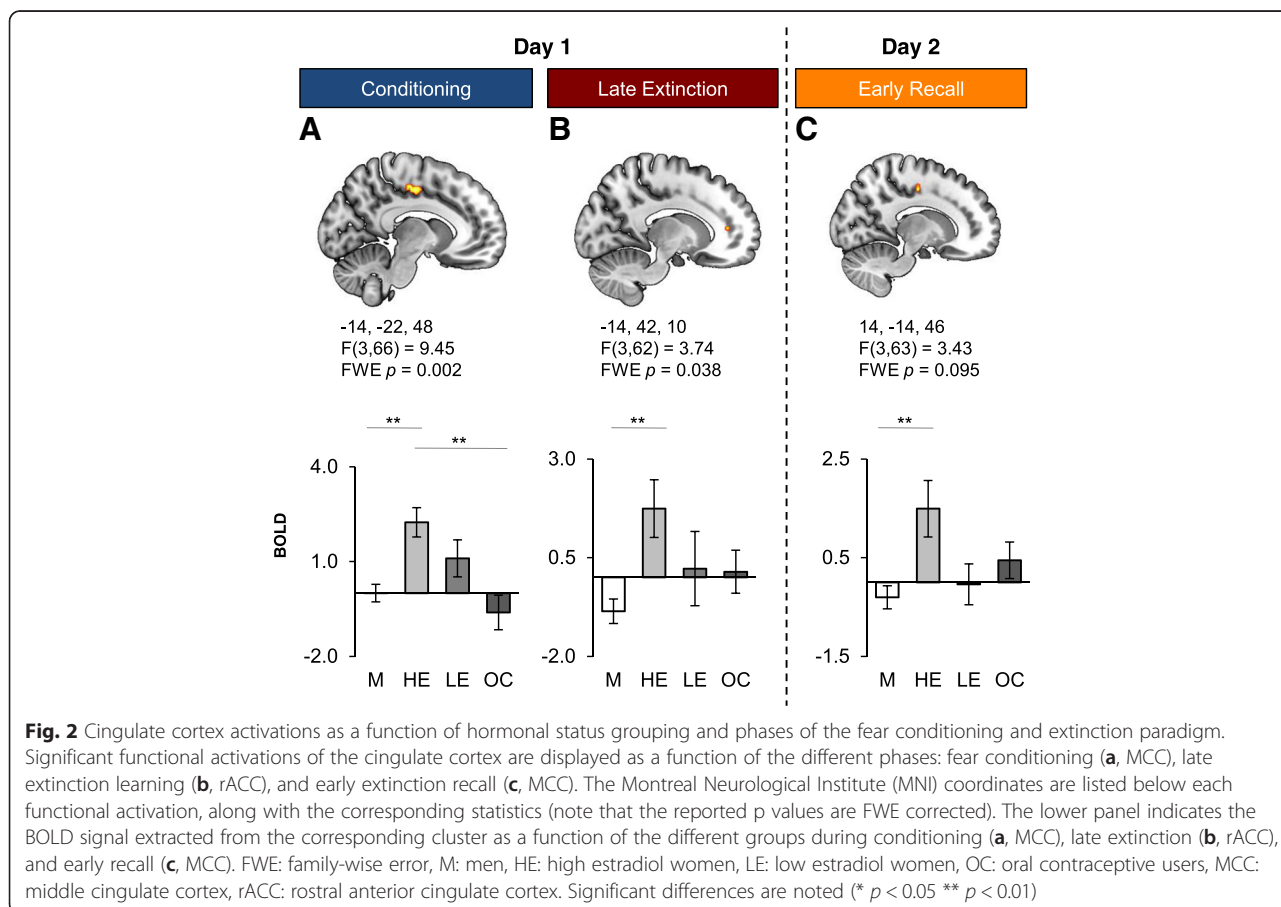 Day 1
Day 2
Conditioning
Late Extinction
Early Recall
A
B
C
-14, -22, 48
F(3,66) = 9.45
FWE p = 0.002
-14, 42, 10
F(3,62) = 3.74
FWE p = 0.038
14, -14, 46
F(3,63) = 3.43
FWE p = 0.095
BOLD
**
**
4.0
1.0
-2.0
M HE LE OC
**
3.0
0.5
-2.0
M HE LE OC
**
2.5
0.5
-1.5
M HE LE OC
Fig. 2 Cingulate cortex activations as a function of hormonal status grouping and phases of the fear conditioning and extinction paradigm.
Significant functional activations of the cingulate cortex are displayed as a function of the different phases: fear conditioning (a, MCC), late
extinction learning (b, rACC), and early extinction recall (c, MCC). The Montreal Neurological Institute (MNI) coordinates are listed below each
functional activation, along with the corresponding statistics (note that the reported p values are FWE corrected). The lower panel indicates the
BOLD signal extracted from the corresponding cluster as a function of the different groups during conditioning (a, MCC), late extinction (b, rACC),
and early recall (c, MCC). FWE: family-wise error, M: men, HE: high estradiol women, LE: low estradiol women, OC: oral contraceptive users, MCC:
middle cingulate cortex, rACC: rostral anterior cingulate cortex. Significant differences are noted (* p < 0.05 ** p < 0.01)